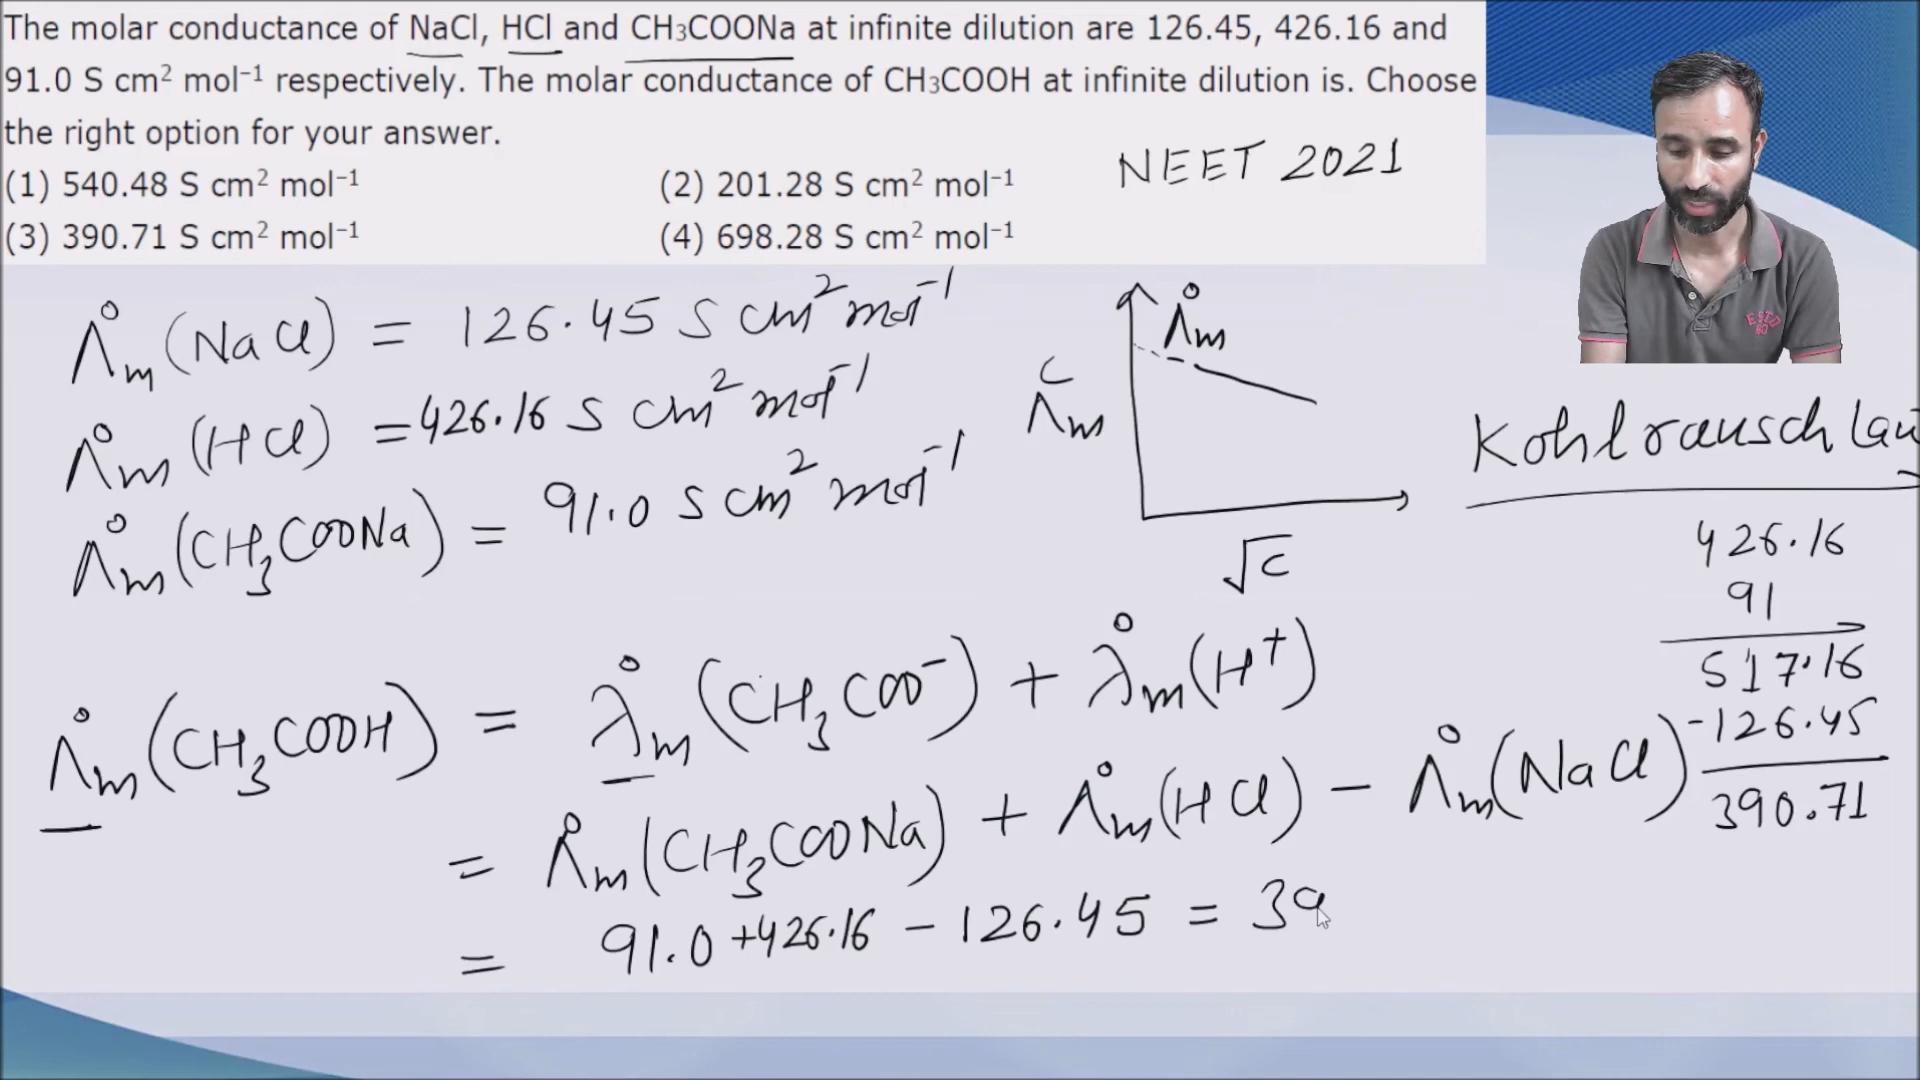 The molar conductance of NaCl, HCl and CH₃COONa at infinite dilution are 126.45, 426.16 and
91.0 S cm² mol⁻¹ respectively. The molar conductance of CH₃COOH at infinite dilution is. Choose
the right option for your answer.
(1) 540.48 S cm² mol⁻¹ (2) 201.28 S cm² mol⁻¹
(3) 390.71 S cm² mol⁻¹ (4) 698.28 S cm² mol⁻¹
NEET 2021
ESTD
80
Λ°m (NaCl) = 126.45 S cm² mol⁻¹
Λ°m (HCl) = 426.16 S cm² mol⁻¹
Λ°m (CH₃COONa) = 91.0 S cm² mol⁻¹
Λ°m
Λᶜm
√c
Kohlrausch Law
426.16
91
517.16
-126.45
390.71
Λ°m (CH₃COOH) = λ°m (CH₃COO⁻) + λ°m (H⁺)
= Λ°m (CH₃COONa) + Λ°m (HCl) - Λ°m (NaCl)
= 91.0 + 426.16 - 126.45 = 39